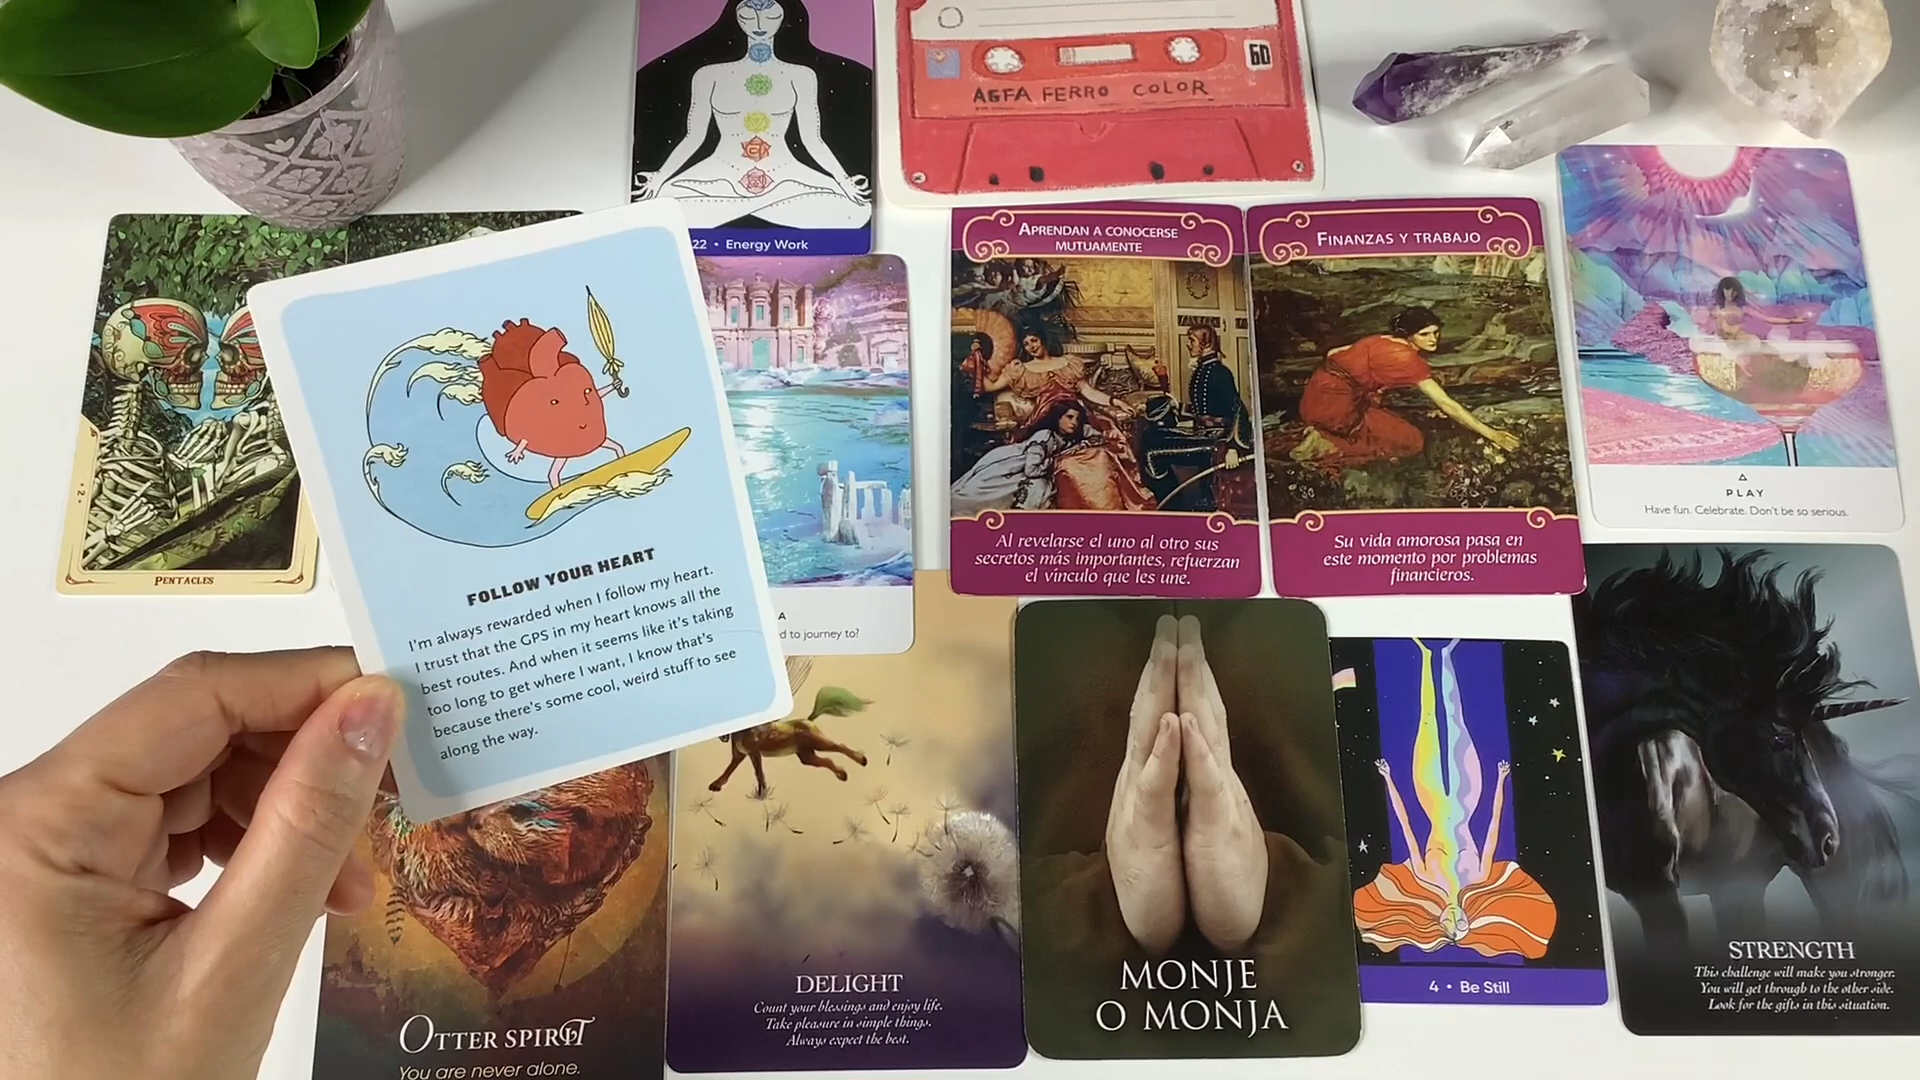 60
AGFA FERRO COLOR
22 • Energy Work
APRENDAN A CONOCERSE
MUTUAMENTE
Al revelarse el uno al otro sus
secretos más importantes, refuerzan
el vínculo que les une.
FINANZAS Y TRABAJO
Su vida amorosa pasa en
este momento por problemas
financieros.
PLAY
Have fun. Celebrate. Don't be so serious.
2
PENTACLES
FOLLOW YOUR HEART
I'm always rewarded when I follow my heart.
I trust that the GPS in my heart knows all the
best routes. And when it seems like it's taking
too long to get where I want, I know that's
because there's some cool, weird stuff to see
along the way.
A
to journey to?
OTTER SPIRIT
You are never alone.
DELIGHT
Count your blessings and enjoy life.
Take pleasure in simple things.
Always expect the best.
MONJE
O MONJA
4 • Be Still
STRENGTH
This challenge will make you stronger.
You will get through to the other side.
Look for the gifts in this situation.